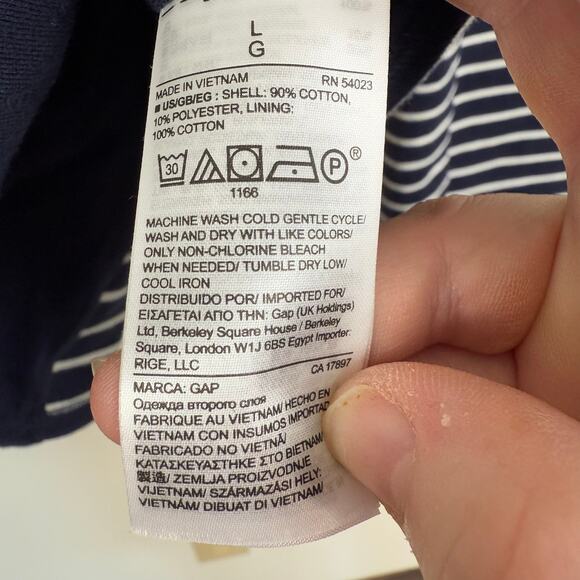 L
G
MADE IN VIETNAM RN 54023
■ US/GB/EG : SHELL: 90% COTTON,
10% POLYESTER, LINING:
100% COTTON
30 P ®
1166
MACHINE WASH COLD GENTLE CYCLE/
WASH AND DRY WITH LIKE COLORS/
ONLY NON-CHLORINE BLEACH
WHEN NEEDED/ TUMBLE DRY LOW/
COOL IRON
DISTRIBUIDO POR/ IMPORTED FOR/
ΕΙΣΑΓΕΤΑΙ ΑΠΟ ΤΗΝ: Gap (UK Holdings)
Ltd, Berkeley Square House / Berkeley
Square, London W1J 6BS Egypt Importer:
RIGE, LLC
CA 17897
MARCA: GAP
Одежда второго слоя
FABRIQUE AU VIETNAM/ HECHO EN
VIETNAM CON INSUMOS IMPORTAD
FABRICADO NO VIETNÃ/
ΚΑΤΑΣΚΕΥΑΣΤΗΚΕ ΣΤΟ ΒΙΕΤΝΑΜ
製造/ ZEMLJA PROIZVODNJE
VIJETNAM/ SZÁRMAZÁSI HELY:
VIETNÁM/ DIBUAT DI VIETNAM/